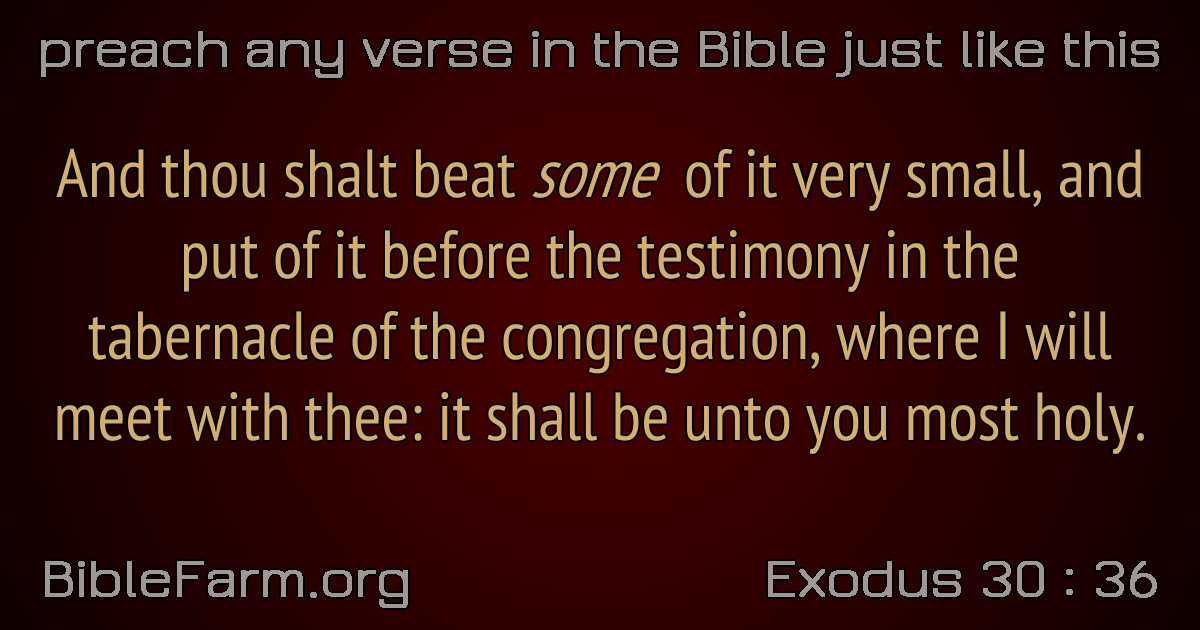 preach any verse in the Bible just like this
And thou shalt beat some of it very small, and
put of it before the testimony in the
tabernacle of the congregation, where I will
meet with thee: it shall be unto you most holy.
BibleFarm.org
Exodus 30 : 36